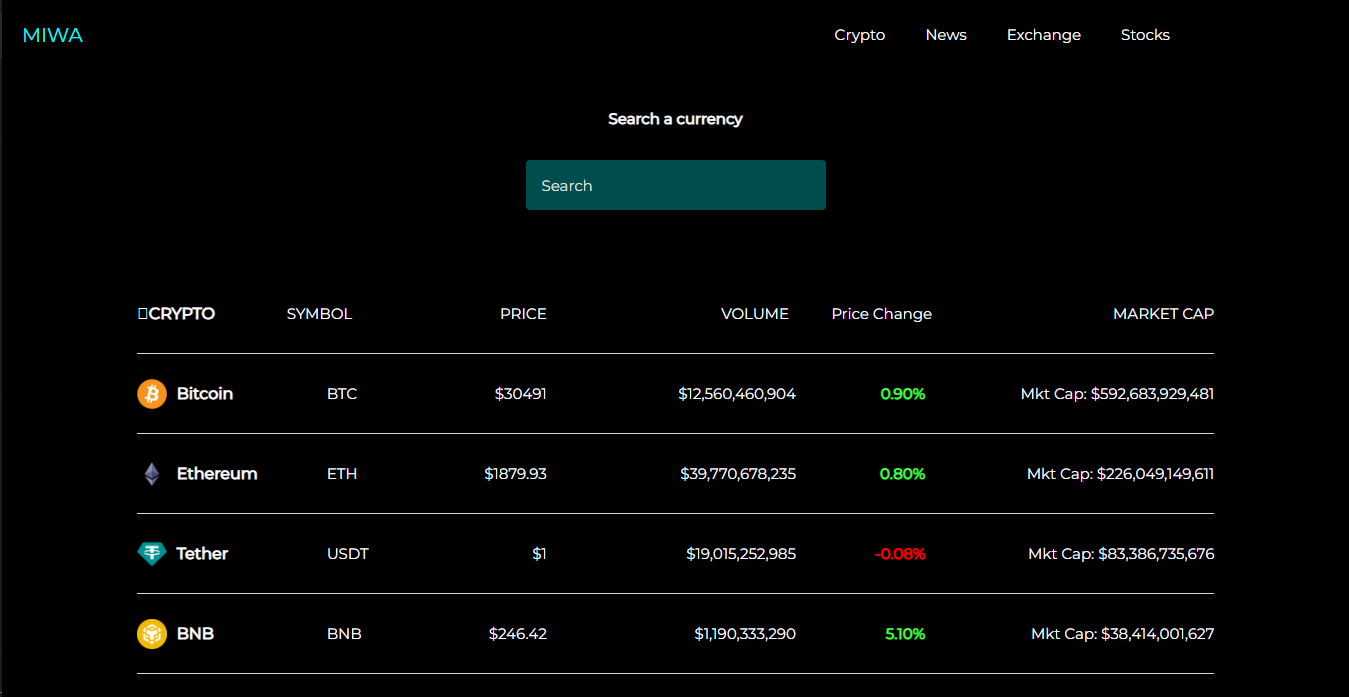 MIWA Crypto News Exchange Stocks
Search a currency
Search
CRYPTO SYMBOL PRICE VOLUME Price Change MARKET CAP
Bitcoin BTC $30491 $12,560,460,904 0.90% Mkt Cap: $592,683,929,481
Ethereum ETH $1879.93 $39,770,678,235 0.80% Mkt Cap: $226,049,149,611
Tether USDT $1 $19,015,252,985 -0.08% Mkt Cap: $83,386,735,676
BNB BNB $246.42 $1,190,333,290 5.10% Mkt Cap: $38,414,001,627